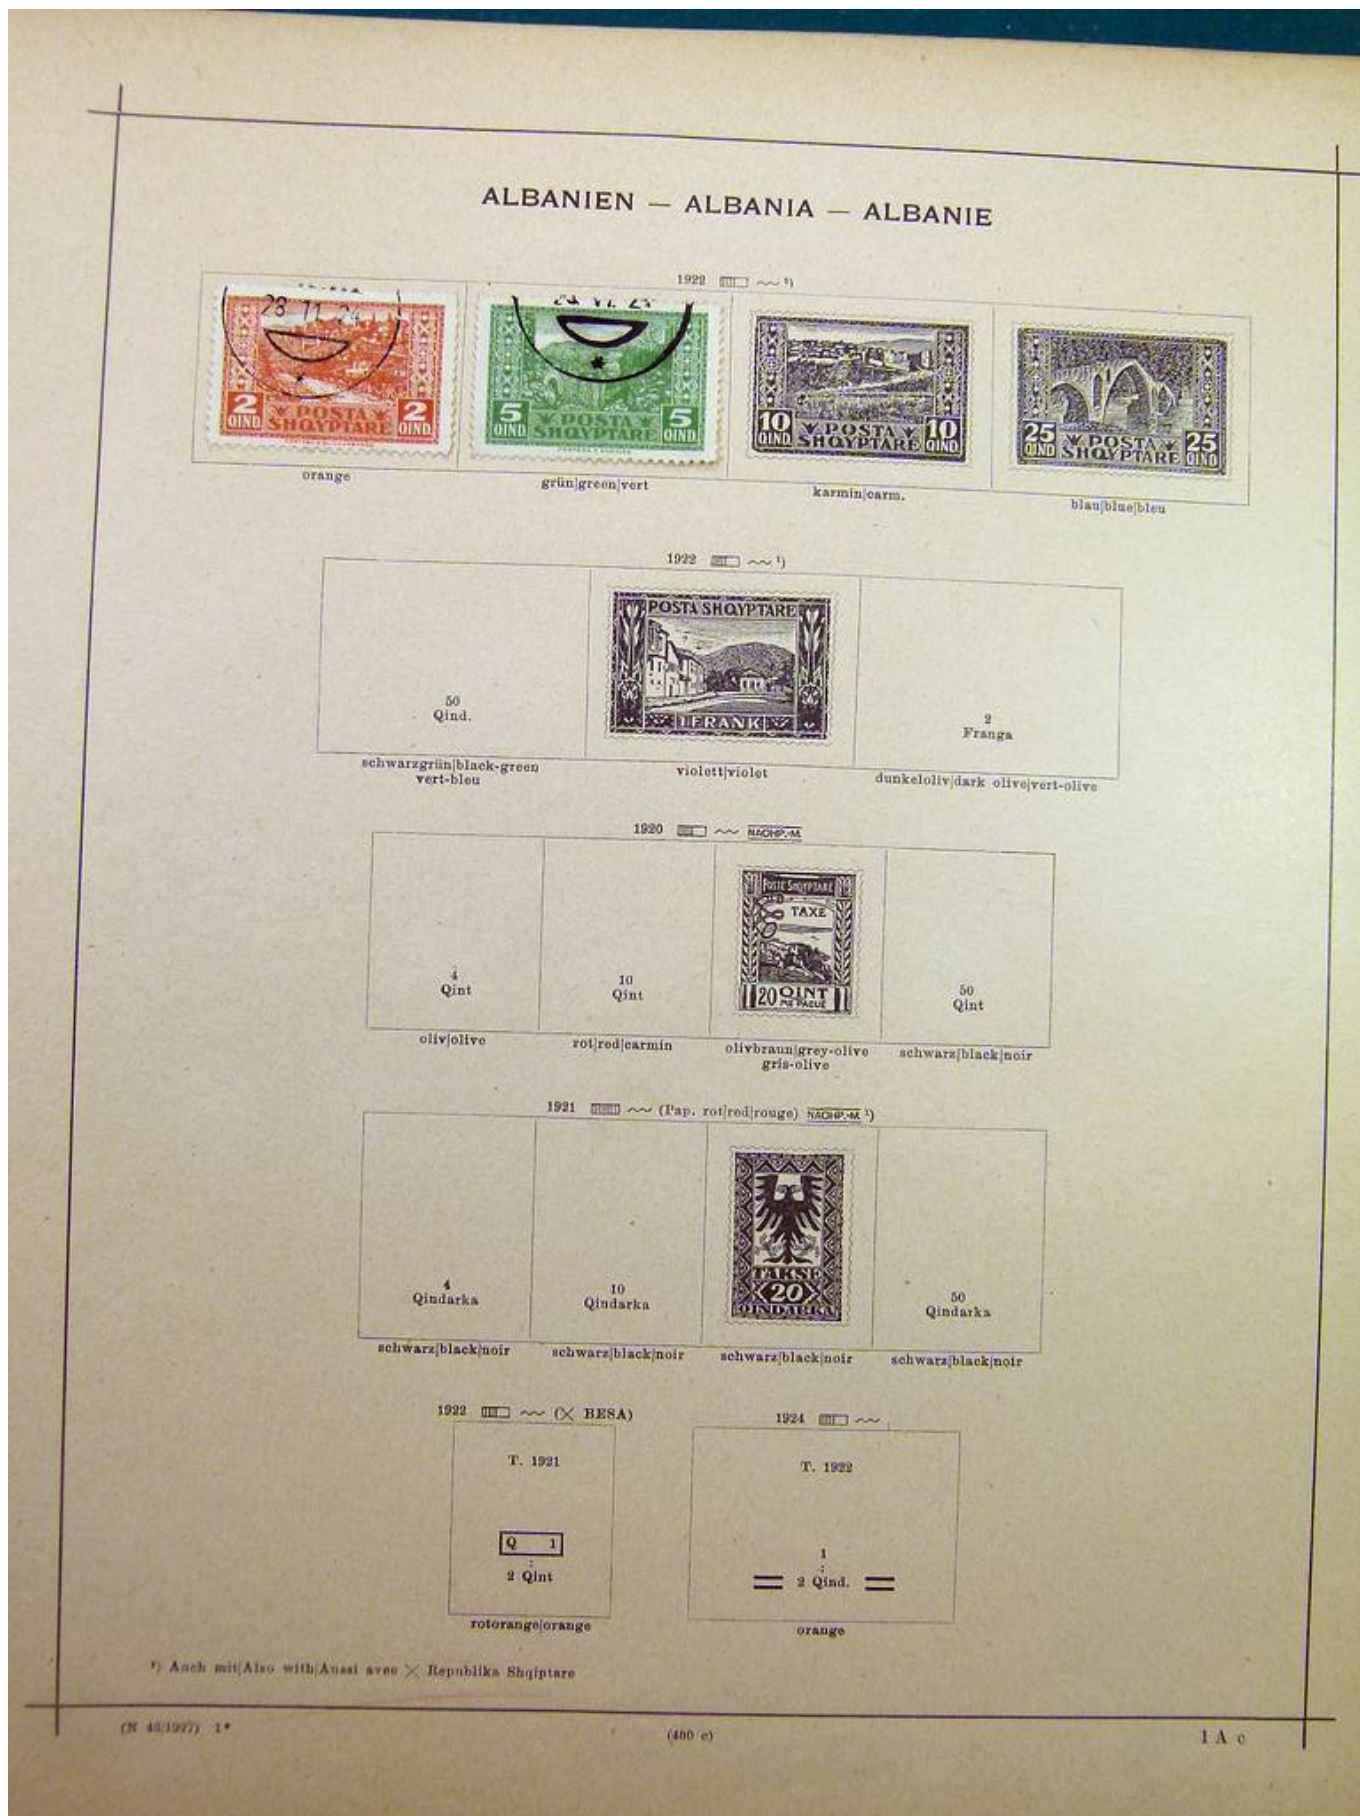 ALBANIEN — ALBANIA — ALBANIE
1922 ¹)
28 11 24
2 QIND POSTA SHQYPTARE 2 QIND
5 QIND POSTA SHQYPTARE 5 QIND
10 QIND POSTA SHQYPTARE 10 QIND
25 QIND POSTA SHQYPTARE 25 QIND
orange
grün|green|vert
karmin|carm.
blau|blue|bleu
1922 ¹)
50
Qind.
POSTA SHQYPTARE
1 FRANK
2
Franga
schwarzgrün|black-green
vert-bleu
violett|violet
dunkeloliv|dark olive|vert-olive
1920 NACHP.-M.
4
Qint
10
Qint
POSTE SHQYPTARE
TAXE
20 QINT
ME PAGUE
50
Qint
oliv|olive
rot|red|carmin
olivbraun|grey-olive
gris-olive
schwarz|black|noir
1921 (Pap. rot|red|rouge) NACHP.-M. ¹)
4
Qindarka
10
Qindarka
TAKSE
20
QINDARKA
50
Qindarka
schwarz|black|noir
schwarz|black|noir
schwarz|black|noir
schwarz|black|noir
1922 (X BESA)
T. 1921
Q 1
:
2 Qint
rotorange|orange
1924
T. 1922
1
:
2 Qind.
orange
¹) Auch mit|Also with|Aussi avec X Republika Shqiptare
(400 c)
1 A c